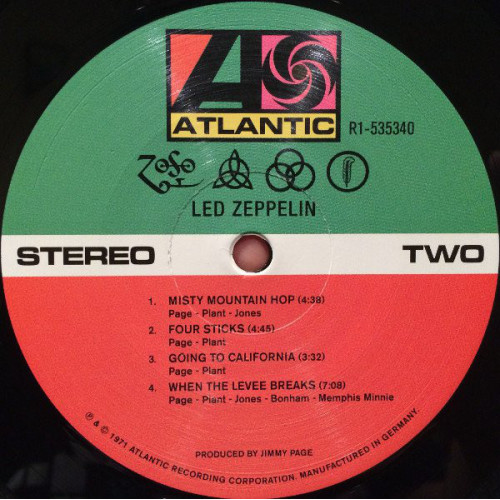 ATLANTIC
R1-535340
LED ZEPPELIN
STEREO TWO
1. MISTY MOUNTAIN HOP (4:38)
Page - Plant - Jones
2. FOUR STICKS (4:45)
Page - Plant
3. GOING TO CALIFORNIA (3:32)
Page - Plant
4. WHEN THE LEVEE BREAKS (7:08)
Page - Plant - Jones - Bonham - Memphis Minnie
PRODUCED BY JIMMY PAGE
℗ & © 1971 ATLANTIC RECORDING CORPORATION. MANUFACTURED IN GERMANY.